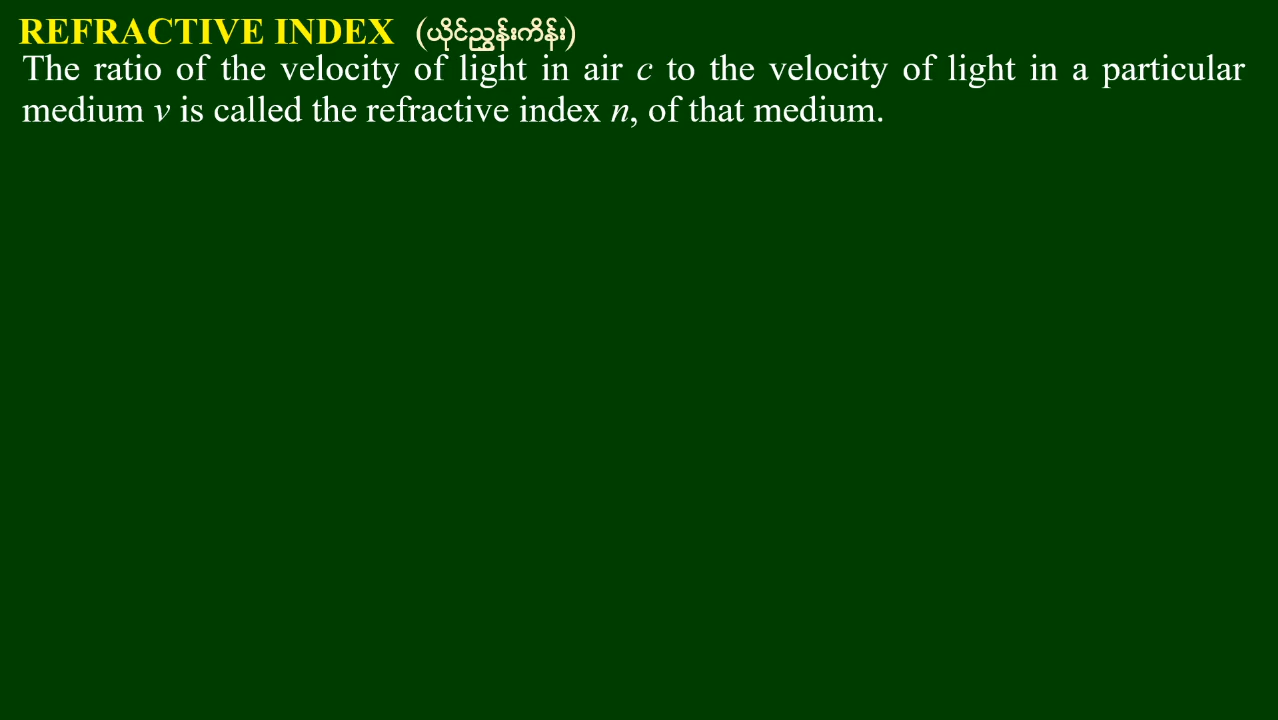 REFRACTIVE INDEX (ယိုင်ညွှန်းကိန်း)
The ratio of the velocity of light in air c to the velocity of light in a particular
medium v is called the refractive index n, of that medium.